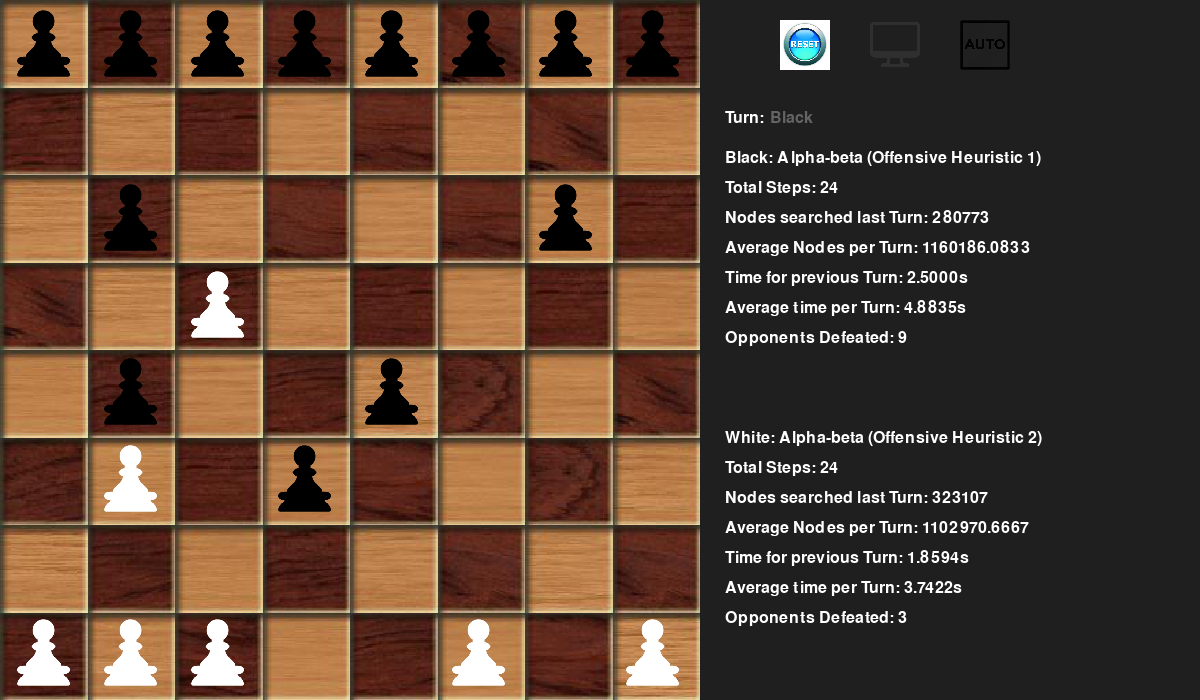 RESET
AUTO
Turn: Black
Black: Alpha-beta (Offensive Heuristic 1)
Total Steps: 24
Nodes searched last Turn: 280773
Average Nodes per Turn: 1160186.0833
Time for previous Turn: 2.5000s
Average time per Turn: 4.8835s
Opponents Defeated: 9
White: Alpha-beta (Offensive Heuristic 2)
Total Steps: 24
Nodes searched last Turn: 323107
Average Nodes per Turn: 1102970.6667
Time for previous Turn: 1.8594s
Average time per Turn: 3.7422s
Opponents Defeated: 3